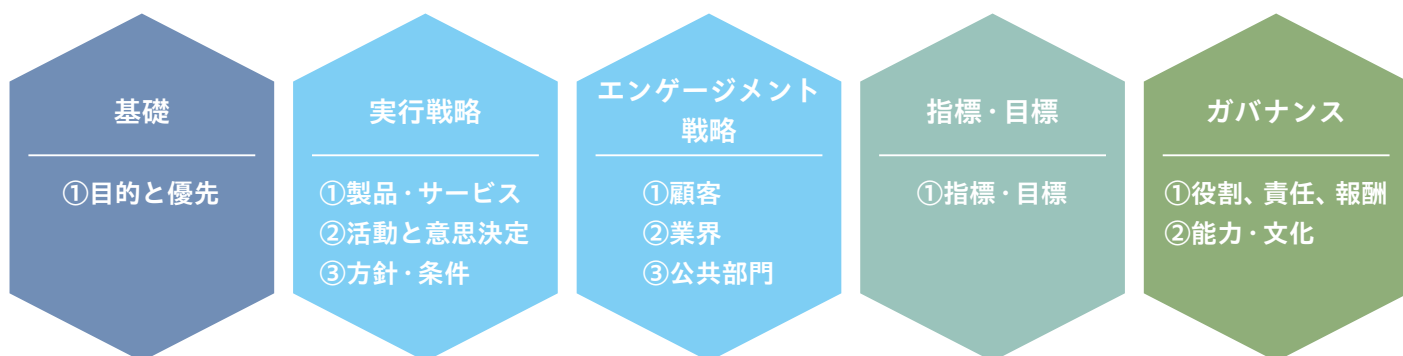 基礎
①目的と優先
実行戦略
①製品・サービス
②活動と意思決定
③方針・条件
エンゲージメント
戦略
①顧客
②業界
③公共部門
指標・目標
①指標・目標
ガバナンス
①役割、責任、報酬
②能力・文化